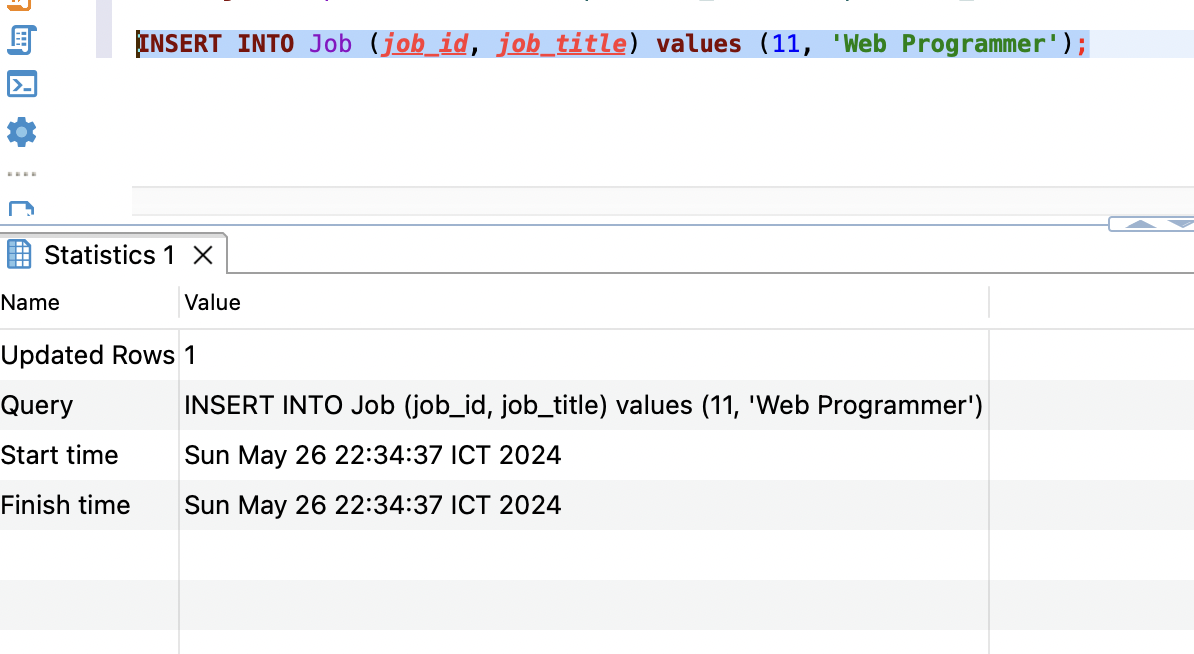 INSERT INTO Job (job_id, job_title) values (11, 'Web Programmer');
Statistics 1
Name Value
Updated Rows 1
Query INSERT INTO Job (job_id, job_title) values (11, 'Web Programmer')
Start time Sun May 26 22:34:37 ICT 2024
Finish time Sun May 26 22:34:37 ICT 2024